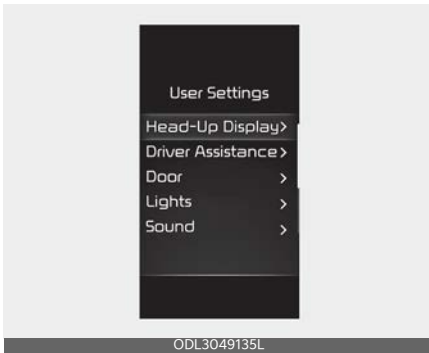 User Settings
Head-Up Display>
Driver Assistance>
Door >
Lights >
Sound >
ODL3049135L